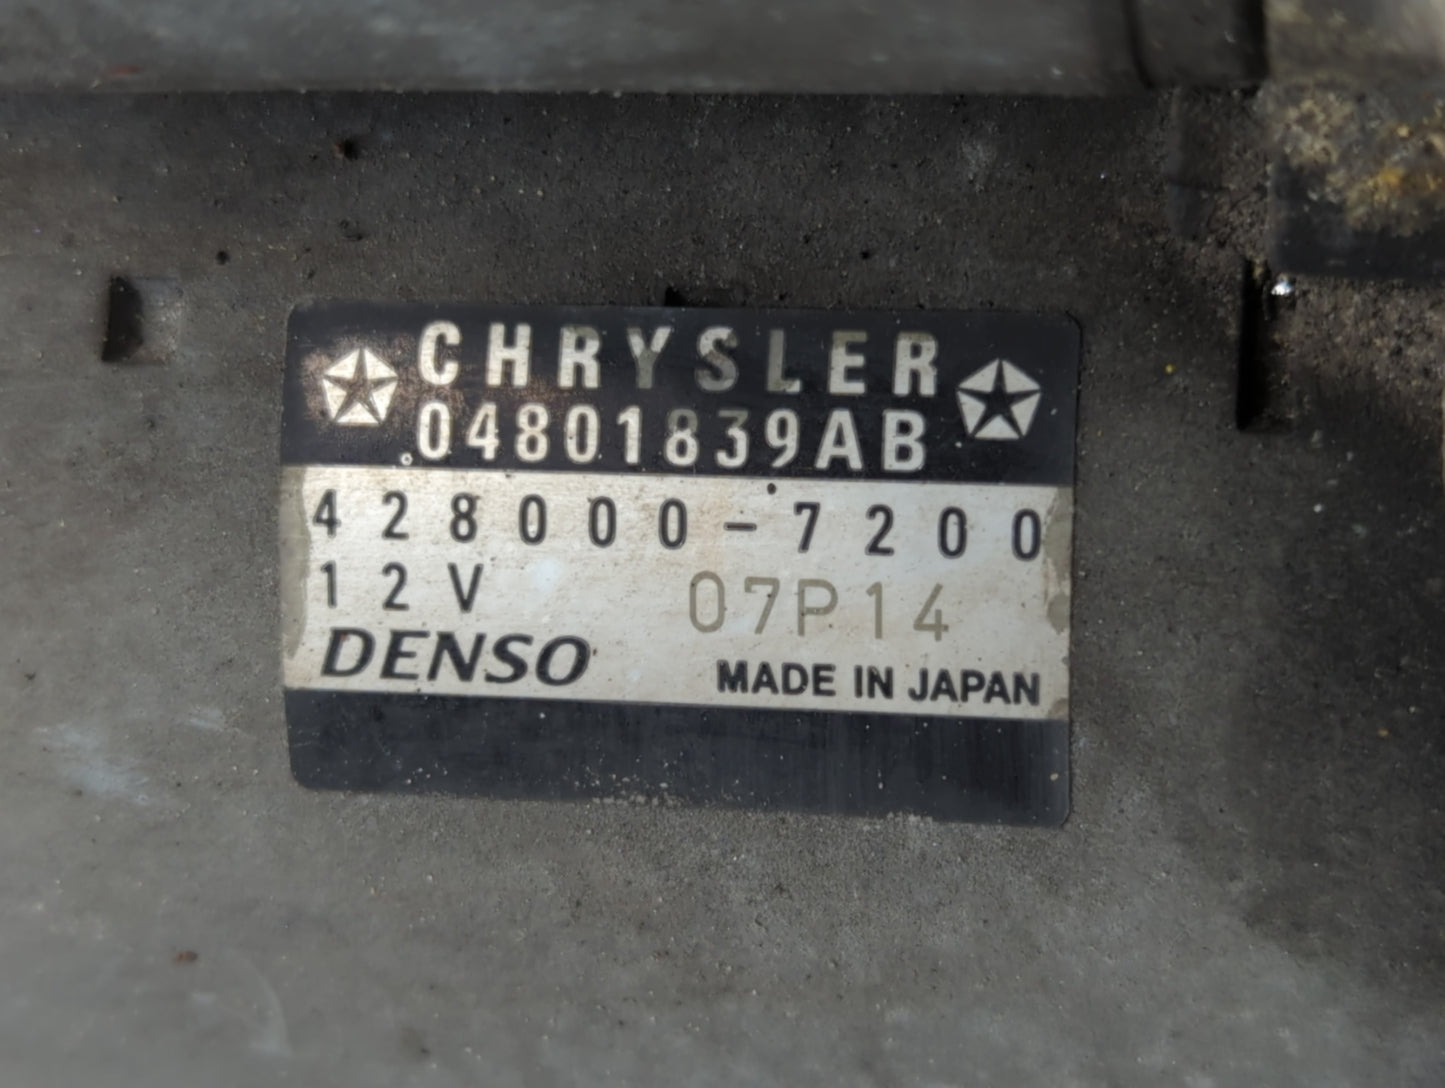 CHRYSLER
04801839AB
428000-7200
12V 07P14
DENSO MADE IN JAPAN